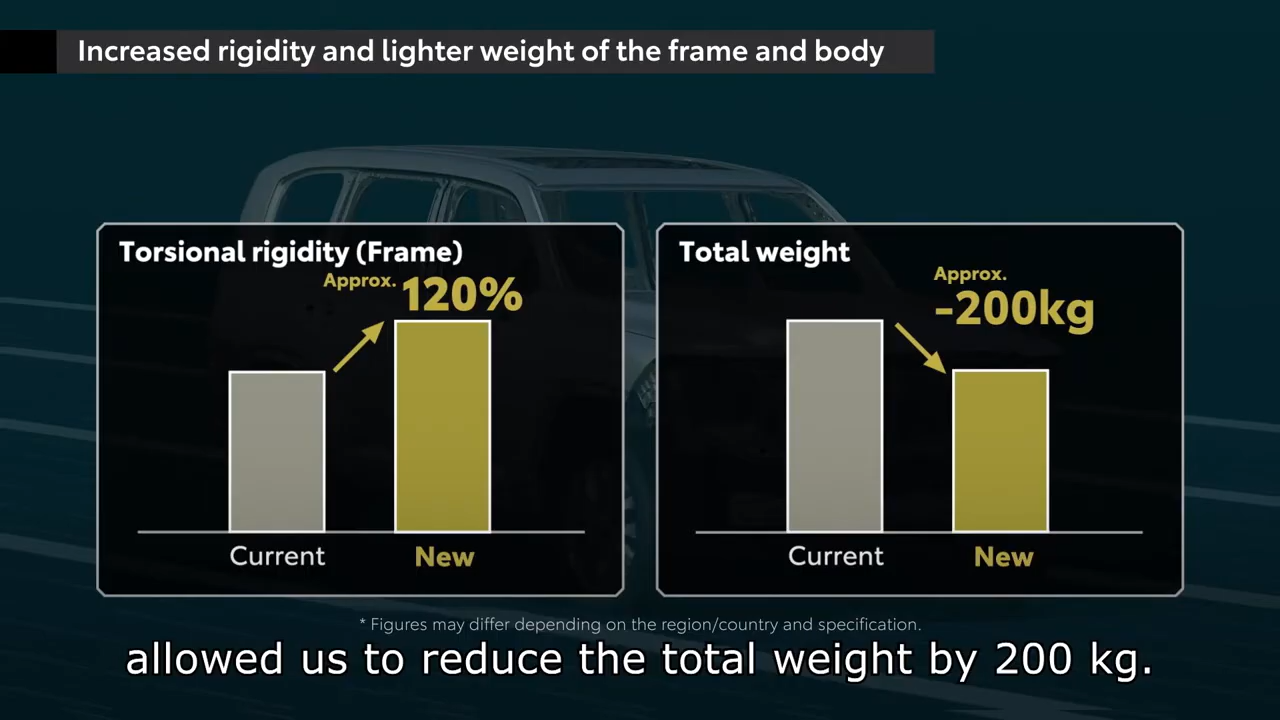 Increased rigidity and lighter weight of the frame and body
Torsional rigidity (Frame)
Approx. 120%
Current
New
Total weight
Approx.
-200kg
Current
New
* Figures may differ depending on the region/country and specification.
allowed us to reduce the total weight by 200 kg.